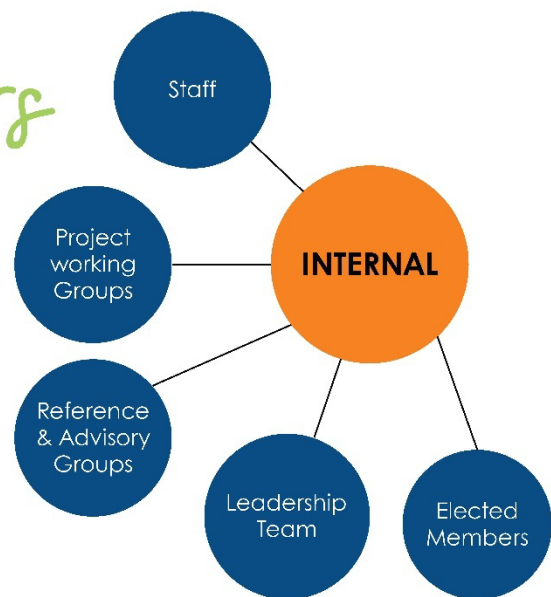 Staff
Project
working
Groups
INTERNAL
Reference
& Advisory
Groups
Leadership
Team
Elected
Members